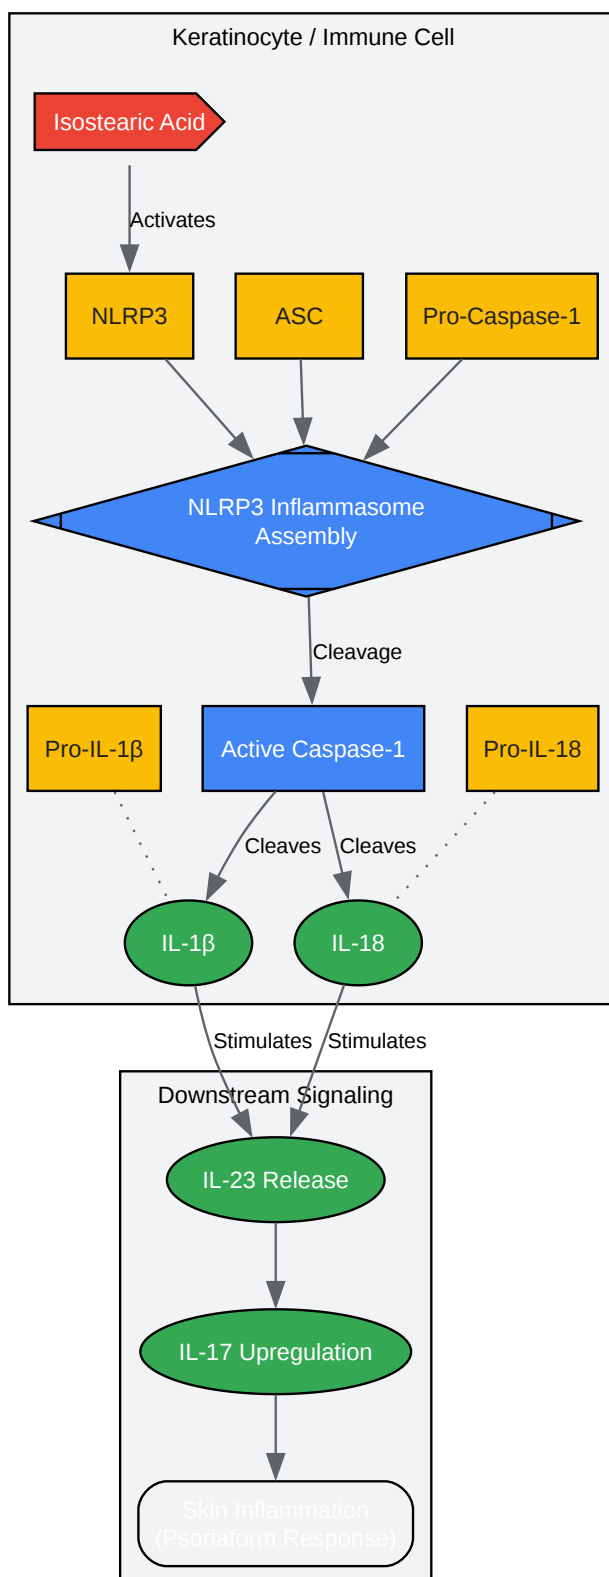 Keratinocyte / Immune Cell
Isostearic Acid
Activates
NLRP3
ASC
Pro-Caspase-1
NLRP3 Inflammasome
Assembly
Cleavage
Pro-IL-1β
Active Caspase-1
Pro-IL-18
Cleaves
Cleaves
IL-1β
IL-18
Stimulates
Stimulates
Downstream Signaling
IL-23 Release
IL-17 Upregulation
Skin Inflammation
(Psoriaform Response)